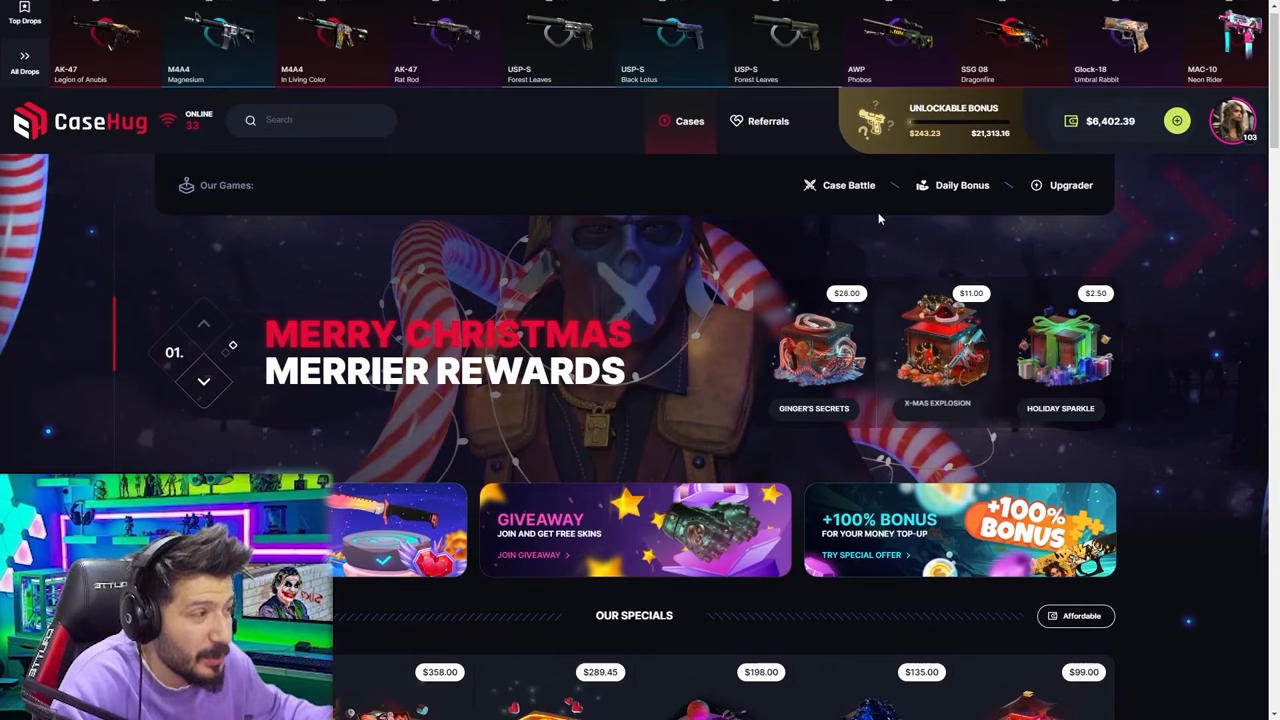 Top Drops
All Drops
AK-47
Legion of Anubis
M4A4
Magnesium
M4A4
In Living Color
AK-47
Rat Rod
USP-S
Forest Leaves
USP-S
Black Lotus
USP-S
Forest Leaves
AWP
Phobos
SSG 08
Dragonfire
Glock-18
Umbral Rabbit
MAC-10
Neon Rider
CaseHug
ONLINE
33
Search
Cases
Referrals
UNLOCKABLE BONUS
$243.23
$21,313.16
$6,402.39
103
Our Games:
Case Battle
Daily Bonus
Upgrader
01.
MERRY CHRISTMAS
MERRIER REWARDS
$28.00
$11.00
$2.50
GINGER'S SECRETS
X-MAS EXPLOSION
HOLIDAY SPARKLE
GIVEAWAY
JOIN AND GET FREE SKINS
JOIN GIVEAWAY
+100% BONUS
FOR YOUR MONEY TOP-UP
TRY SPECIAL OFFER
+100%
BONUS
OUR SPECIALS
Affordable
$358.00
$289.45
$198.00
$135.00
$99.00